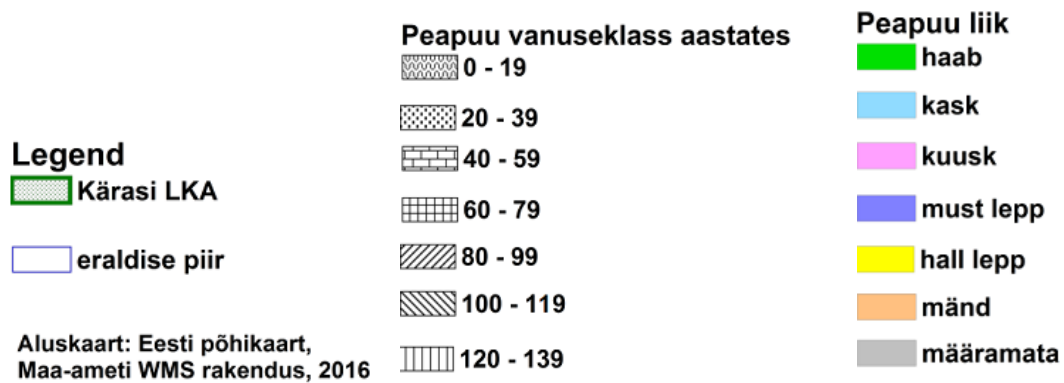 Legend
Kärasi LKA
eraldise piir
Aluskaart: Eesti põhikaart,
Maa-ameti WMS rakendus, 2016
Peapuu vanuseklass aastates
0 - 19
20 - 39
40 - 59
60 - 79
80 - 99
100 - 119
120 - 139
Peapuu liik
haab
kask
kuusk
must lepp
hall lepp
mänd
määramata